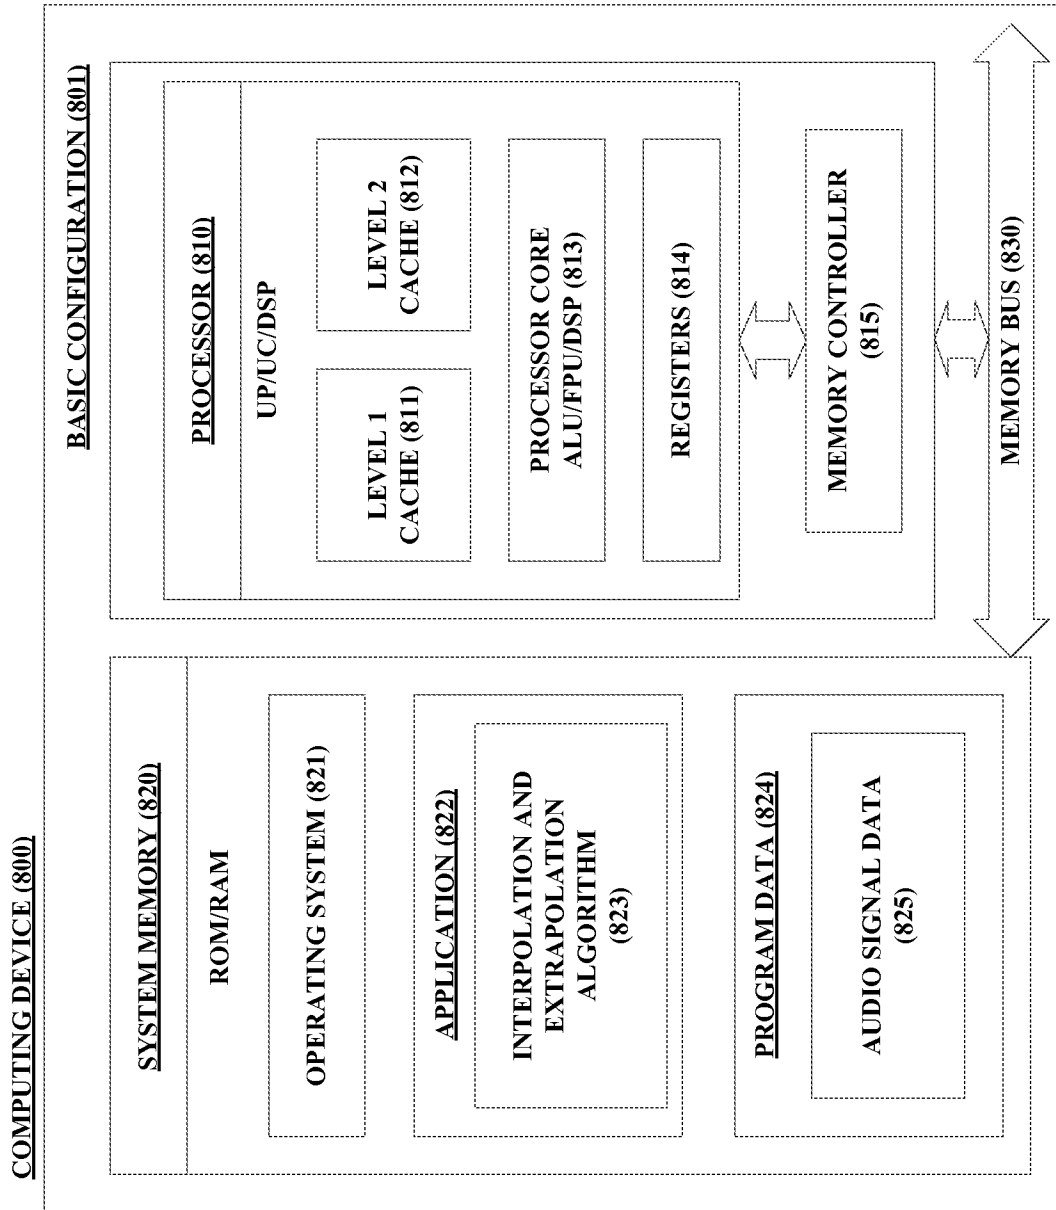 COMPUTING DEVICE (800)
BASIC CONFIGURATION (801)
SYSTEM MEMORY (820)
ROM/RAM
OPERATING SYSTEM (821)
APPLICATION (822)
INTERPOLATION AND
EXTRAPOLATION
ALGORITHM
(823)
PROGRAM DATA (824)
AUDIO SIGNAL DATA
(825)
PROCESSOR (810)
UP/UC/DSP
LEVEL 1
CACHE (811)
LEVEL 2
CACHE (812)
PROCESSOR CORE
ALU/FPU/DSP (813)
REGISTERS (814)
MEMORY CONTROLLER
(815)
MEMORY BUS (830)